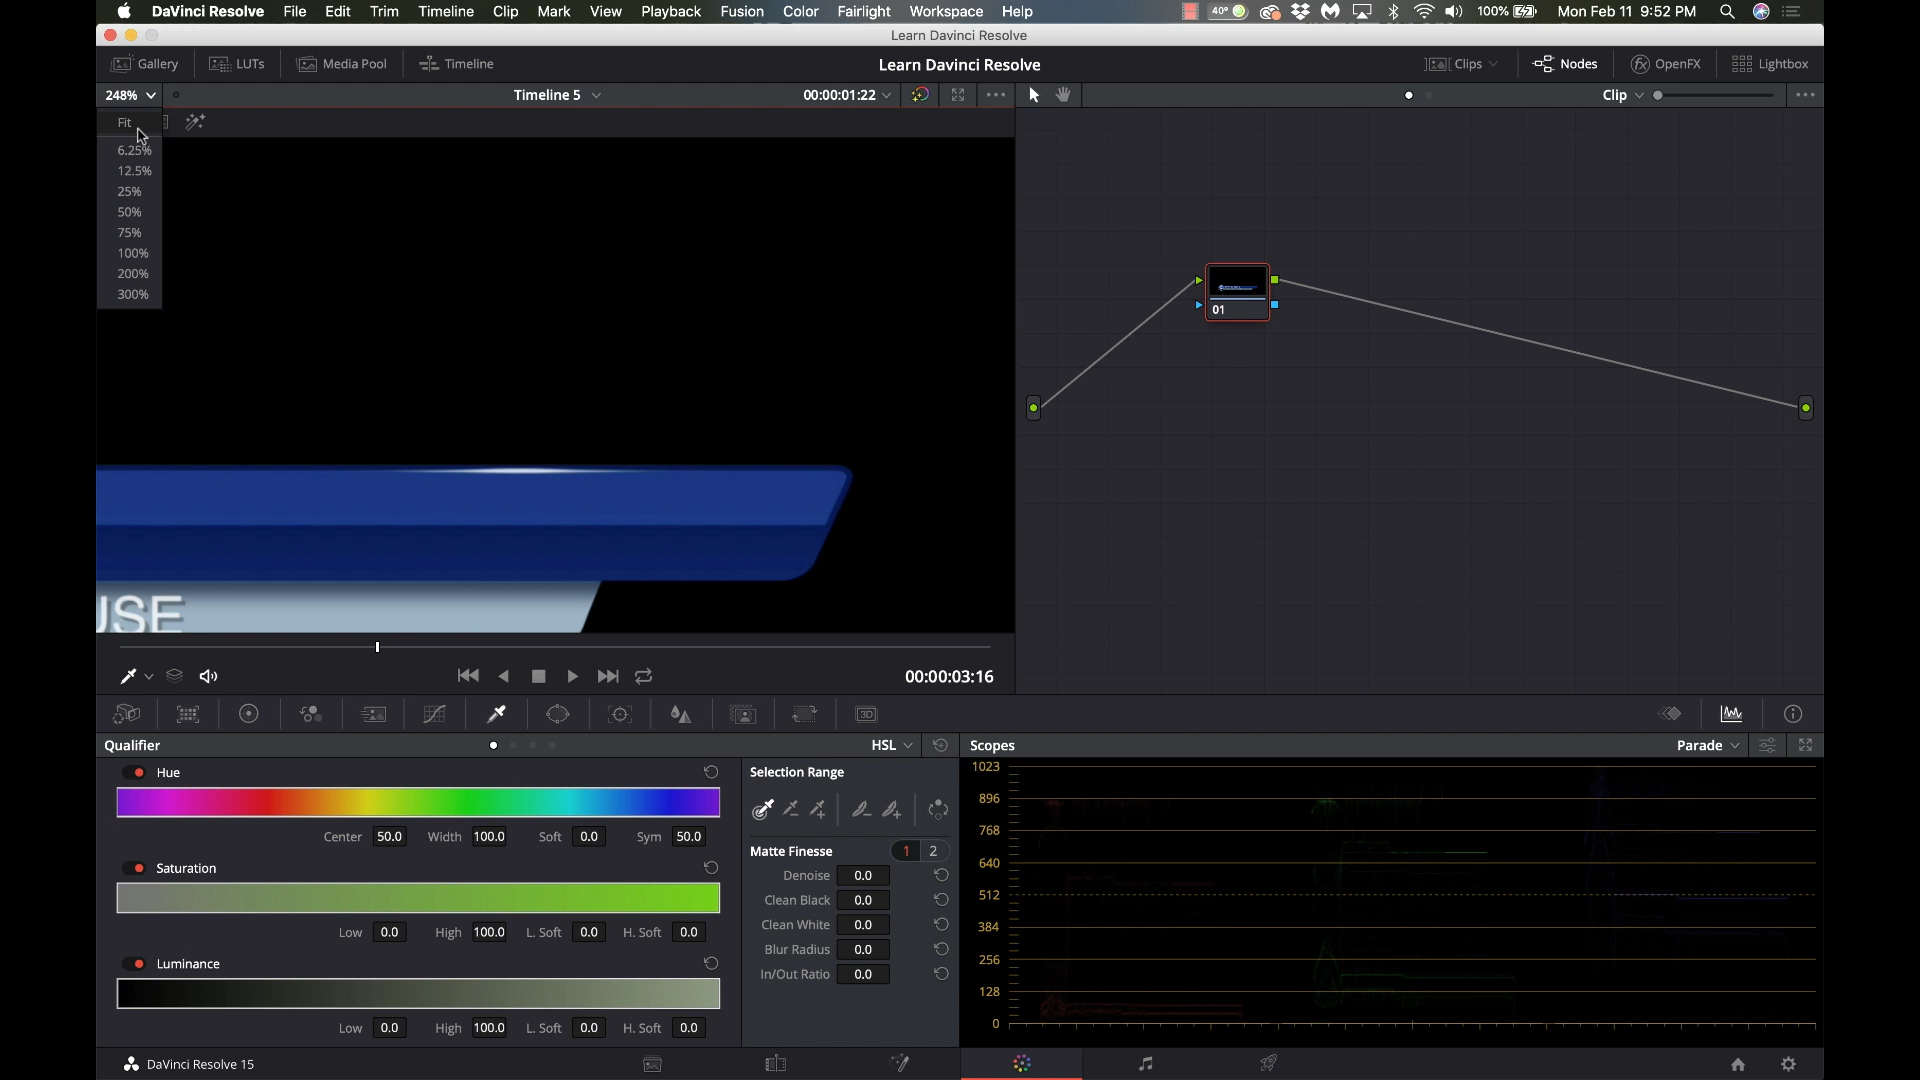 DaVinci Resolve File Edit Trim Timeline Clip Mark View Playback Fusion Color Fairlight Workspace Help 40° 100% Mon Feb 11 9:52 PM
Learn Davinci Resolve
Gallery LUTs Media Pool Timeline Learn Davinci Resolve Clips Nodes OpenFX Lightbox
248% Timeline 5 00:00:01:22 Clip
Fit
6.25%
12.5%
25%
50%
75%
100%
200%
300%
01
USE
00:00:03:16
3D
Qualifier HSL Scopes Parade
Hue
Center 50.0 Width 100.0 Soft 0.0 Sym 50.0
Saturation
Low 0.0 High 100.0 L. Soft 0.0 H. Soft 0.0
Luminance
Low 0.0 High 100.0 L. Soft 0.0 H. Soft 0.0
Selection Range
Matte Finesse 1 2
Denoise 0.0
Clean Black 0.0
Clean White 0.0
Blur Radius 0.0
In/Out Ratio 0.0
1023
896
768
640
512
384
256
128
0
DaVinci Resolve 15